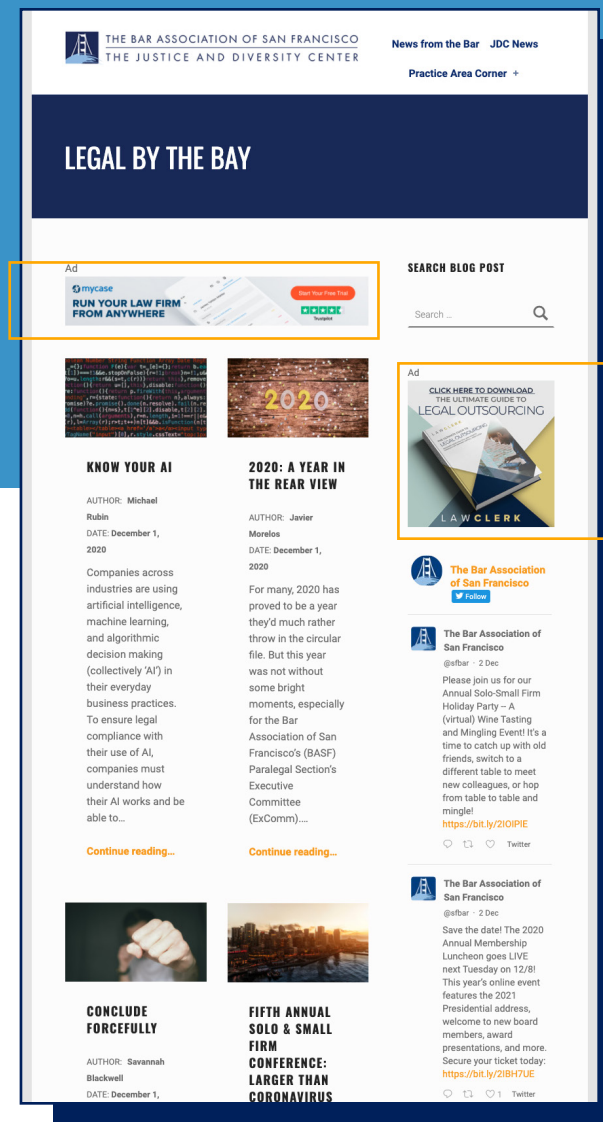 THE BAR ASSOCIATION OF SAN FRANCISCO
THE JUSTICE AND DIVERSITY CENTER
News from the Bar JDC News
Practice Area Corner +
LEGAL BY THE BAY
Ad
mycase
RUN YOUR LAW FIRM
FROM ANYWHERE
Start Your Free Trial
Trustpilot
2020
KNOW YOUR AI
AUTHOR: Michael
Rubin
DATE: December 1,
2020
Companies across
industries are using
artificial intelligence,
machine learning,
and algorithmic
decision making
(collectively ‘AI’) in
their everyday
business practices.
To ensure legal
compliance with
their use of AI,
companies must
understand how
their AI works and be
able to…
Continue reading…
2020: A YEAR IN
THE REAR VIEW
AUTHOR: Javier
Morelos
DATE: December 1,
2020
For many, 2020 has
proved to be a year
they’d much rather
throw in the circular
file. But this year
was not without
some bright
moments, especially
for the Bar
Association of San
Francisco’s (BASF)
Paralegal Section’s
Executive
Committee
(ExComm)….
Continue reading…
CONCLUDE
FORCEFULLY
AUTHOR: Savannah
Blackwell
DATE: December 1,
FIFTH ANNUAL
SOLO & SMALL
FIRM
CONFERENCE:
LARGER THAN
CORONAVIRUS
SEARCH BLOG POST
Search …
Ad
CLICK HERE TO DOWNLOAD
THE ULTIMATE GUIDE TO
LEGAL OUTSOURCING
LAWCLERK
LEGAL OUTSOURCING
LAWCLERK
The Bar Association
of San Francisco
Follow
The Bar Association of
San Francisco
@sfbar · 2 Dec
Please join us for our
Annual Solo-Small Firm
Holiday Party – A
(virtual) Wine Tasting
and Mingling Event! It's a
time to catch up with old
friends, switch to a
different table to meet
new colleagues, or hop
from table to table and
mingle!
https://bit.ly/2IOIPIE
Twitter
The Bar Association of
San Francisco
@sfbar · 2 Dec
Save the date! The 2020
Annual Membership
Luncheon goes LIVE
next Tuesday on 12/8!
This year's online event
features the 2021
Presidential address,
welcome to new board
members, award
presentations, and more.
Secure your ticket today:
https://bit.ly/2IBH7UE
1 Twitter